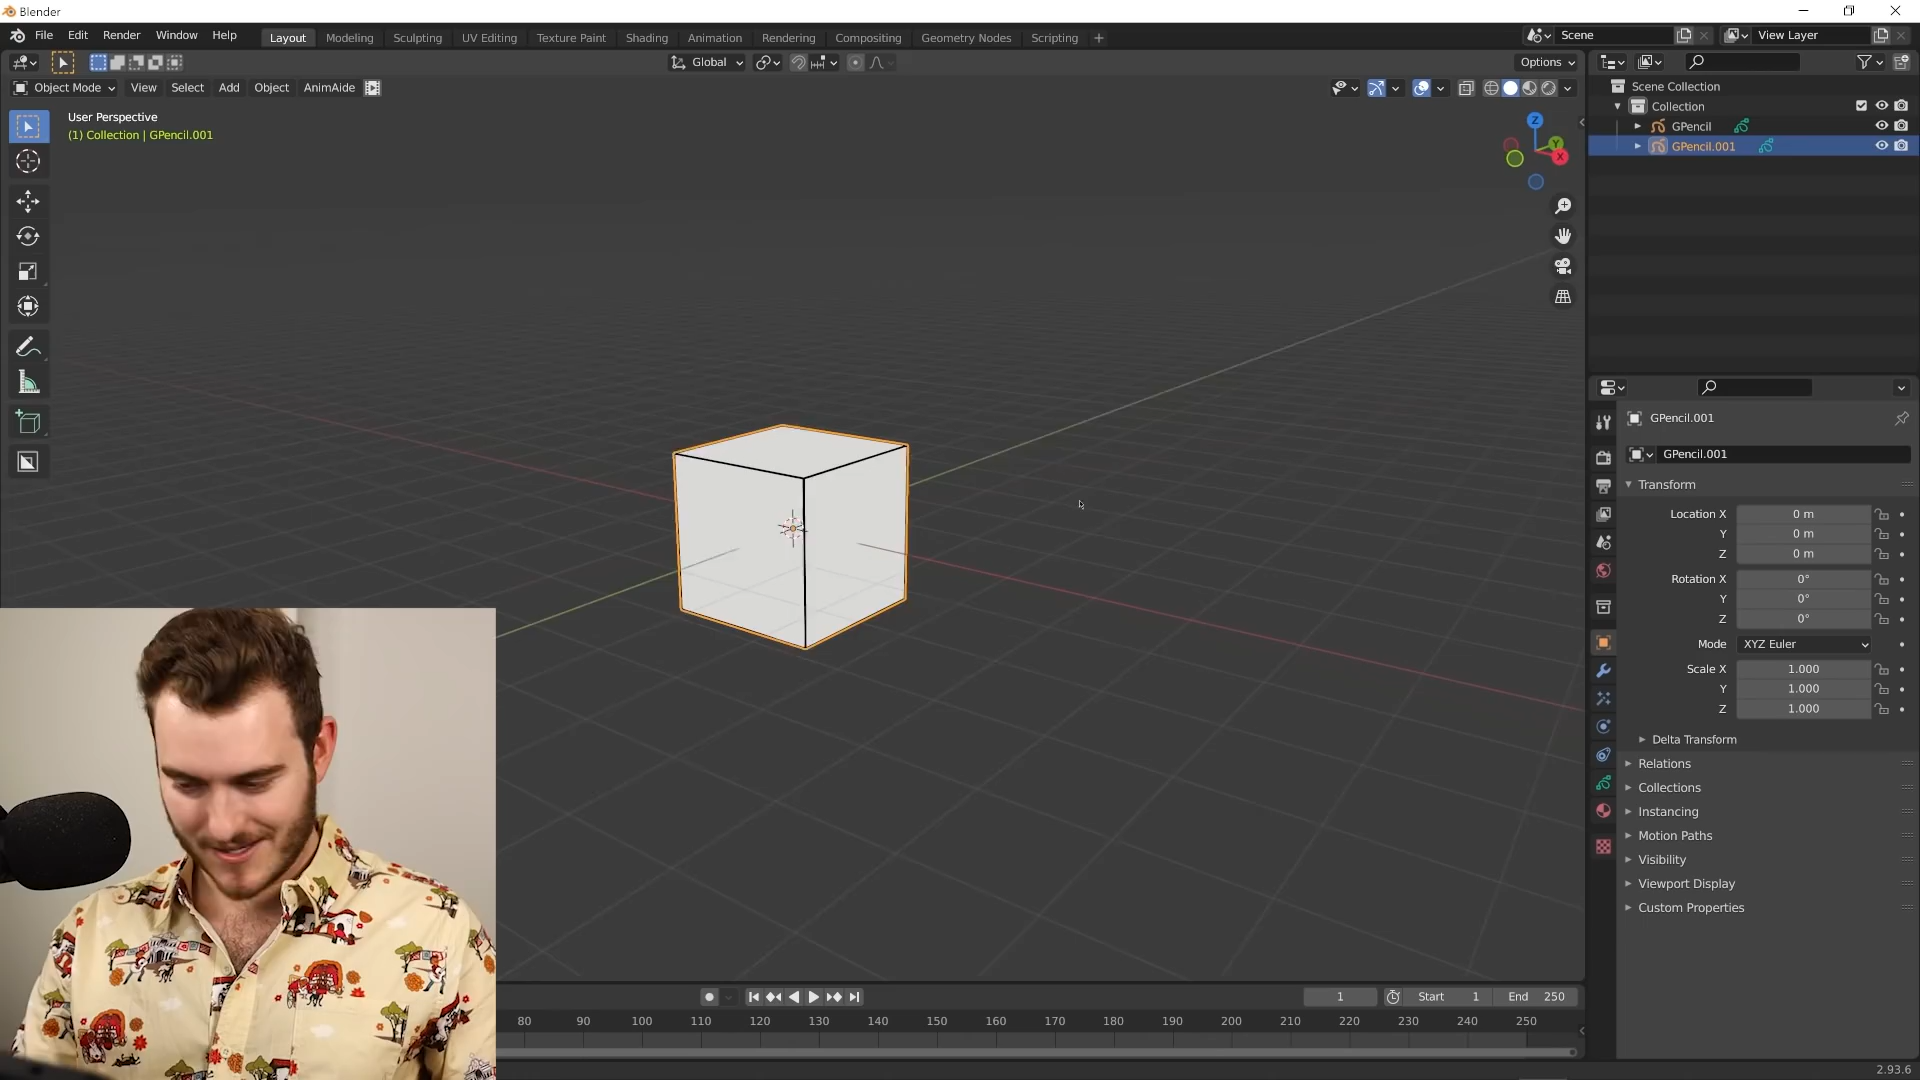 Blender
File Edit Render Window Help Layout Modeling Sculpting UV Editing Texture Paint Shading Animation Rendering Compositing Geometry Nodes Scripting + Scene View Layer
Global Options
Object Mode View Select Add Object AnimAide
User Perspective
(1) Collection | GPencil.001
Z
Y
X
Scene Collection
Collection
GPencil
GPencil.001
GPencil.001
GPencil.001
Transform
Location X 0 m
Y 0 m
Z 0 m
Rotation X 0°
Y 0°
Z 0°
Mode XYZ Euler
Scale X 1.000
Y 1.000
Z 1.000
Delta Transform
Relations
Collections
Instancing
Motion Paths
Visibility
Viewport Display
Custom Properties
1 Start 1 End 250
80 90 100 110 120 130 140 150 160 170 180 190 200 210 220 230 240 250
2.93.6